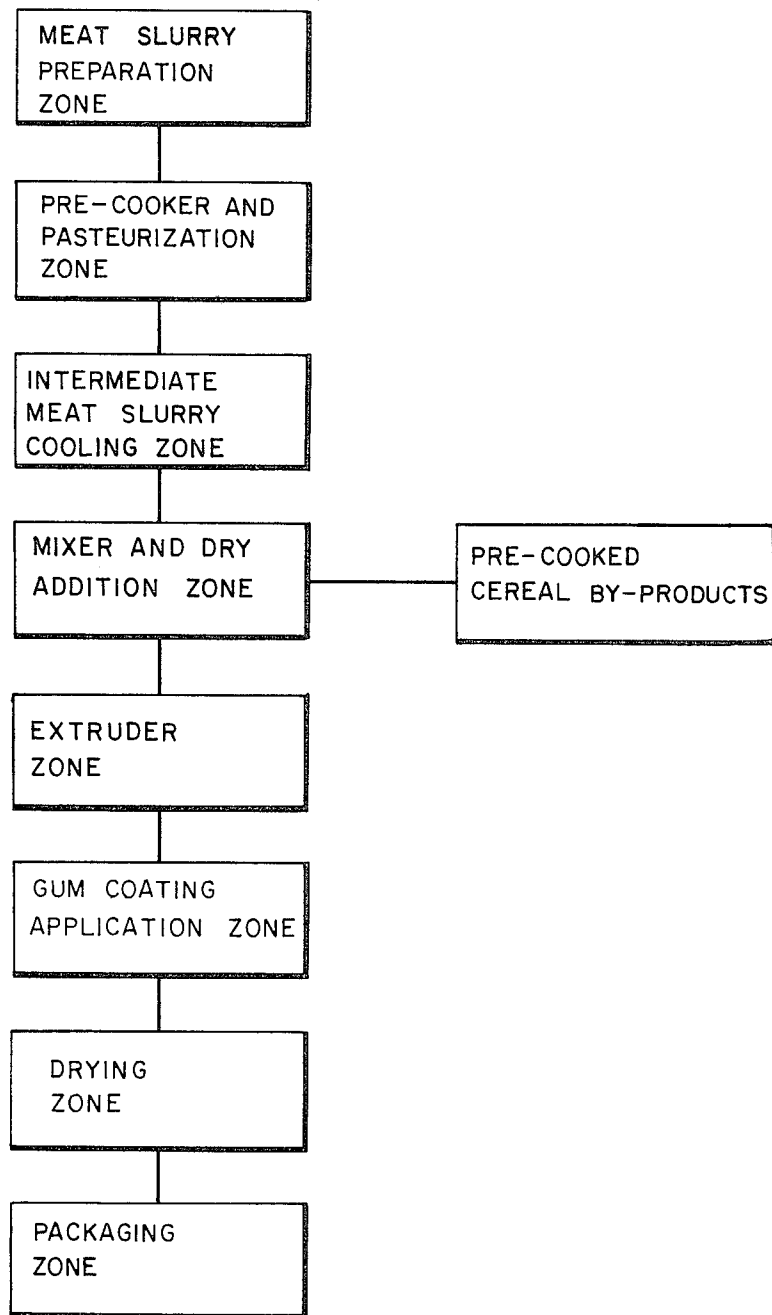 MEAT SLURRY
PREPARATION
ZONE
PRE-COOKER AND
PASTEURIZATION
ZONE
INTERMEDIATE
MEAT SLURRY
COOLING ZONE
MIXER AND DRY
ADDITION ZONE
PRE-COOKED
CEREAL BY-PRODUCTS
EXTRUDER
ZONE
GUM COATING
APPLICATION ZONE
DRYING
ZONE
PACKAGING
ZONE